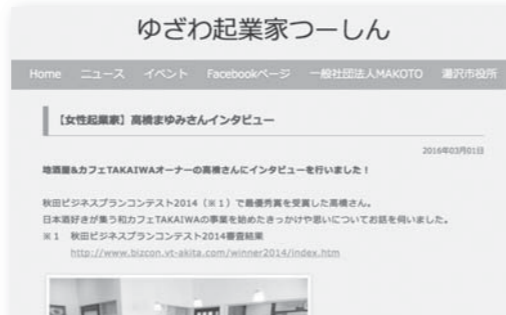 ゆざわ起業家つーしん
Home ニュース イベント Facebookページ 一般社団法人MAKOTO 湯沢市役所
【女性起業家】高橋まゆみさんインタビュー
2016年03月01日
地酒屋&カフェTAKAIWAオーナーの高橋さんにインタビューを行いました！
秋田ビジネスプランコンテスト2014（※１）で最優秀賞を受賞した高橋さん。
日本酒好きが集う和カフェTAKAIWAの事業を始めたきっかけや思いについてお話を伺いました。
※１　秋田ビジネスプランコンテスト2014審査結果
http://www.bizcon.vt-akita.com/winner2014/index.htm